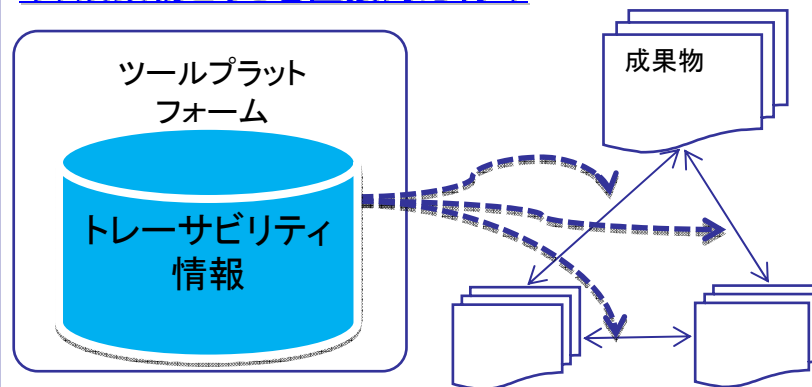 ツールプラット
フォーム
トレーサビリティ
情報
成果物